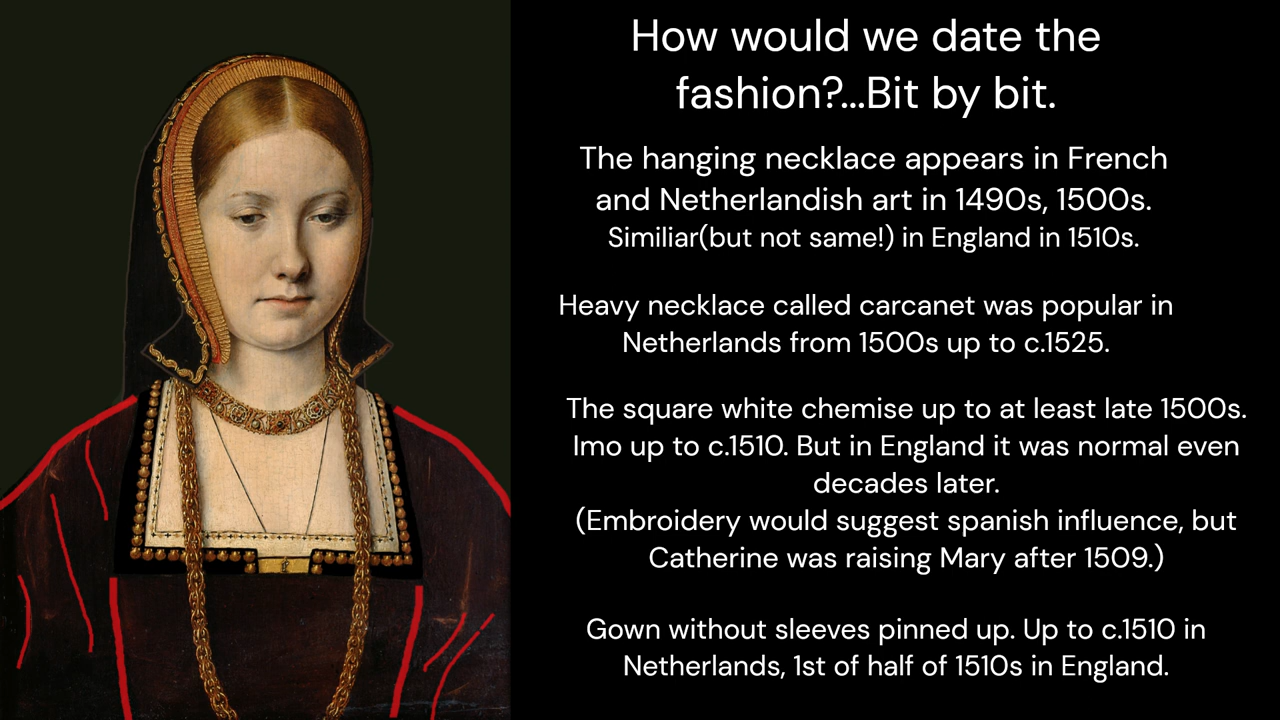 How would we date the
fashion?...Bit by bit.
The hanging necklace appears in French
and Netherlandish art in 1490s, 1500s.
Similiar(but not same!) in England in 1510s.
Heavy necklace called carcanet was popular in
Netherlands from 1500s up to c.1525.
The square white chemise up to at least late 1500s.
Imo up to c.1510. But in England it was normal even
decades later.
(Embroidery would suggest spanish influence, but
Catherine was raising Mary after 1509.)
Gown without sleeves pinned up. Up to c.1510 in
Netherlands, 1st of half of 1510s in England.